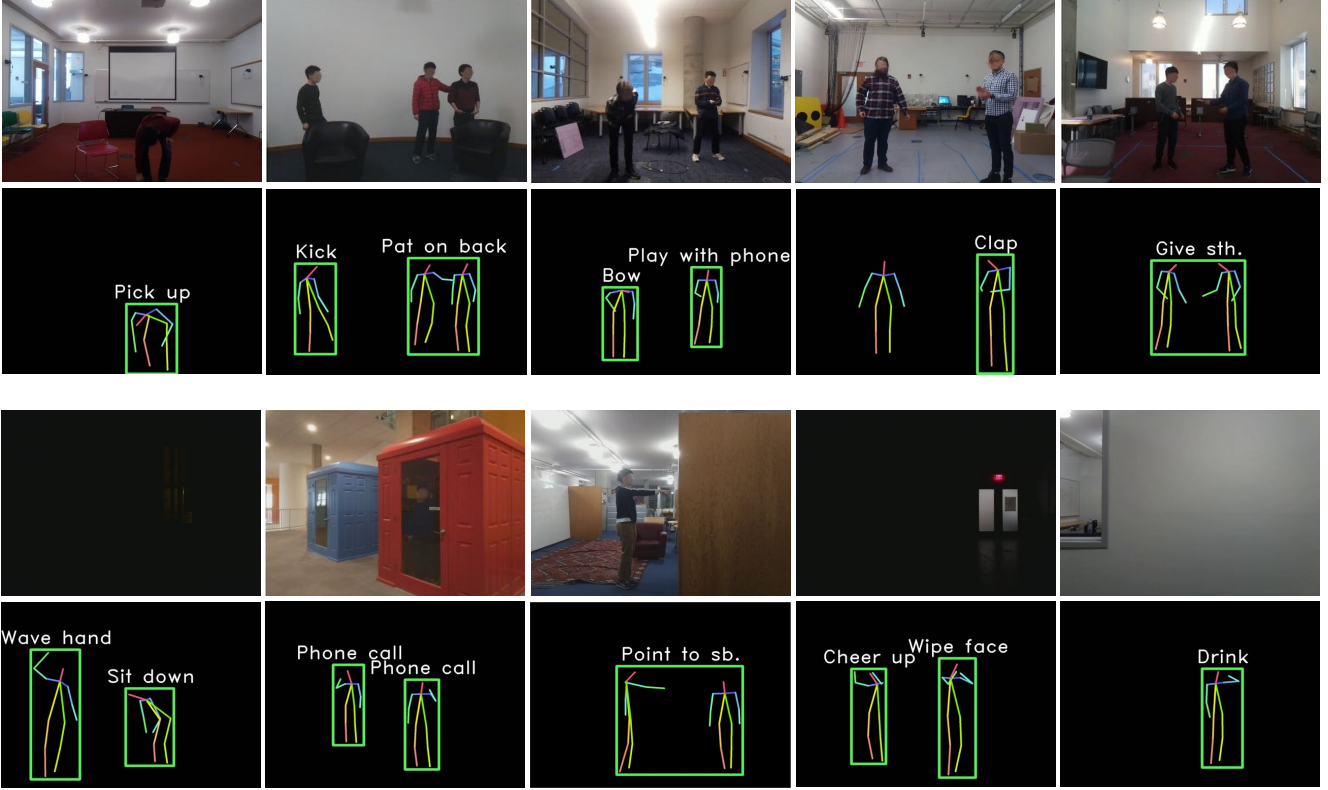 Pick up
Kick
Pat on back
Bow
Play with phone
Clap
Give sth.
Wave hand
Sit down
Phone call
Phone call
Point to sb.
Cheer up
Wipe face
Drink